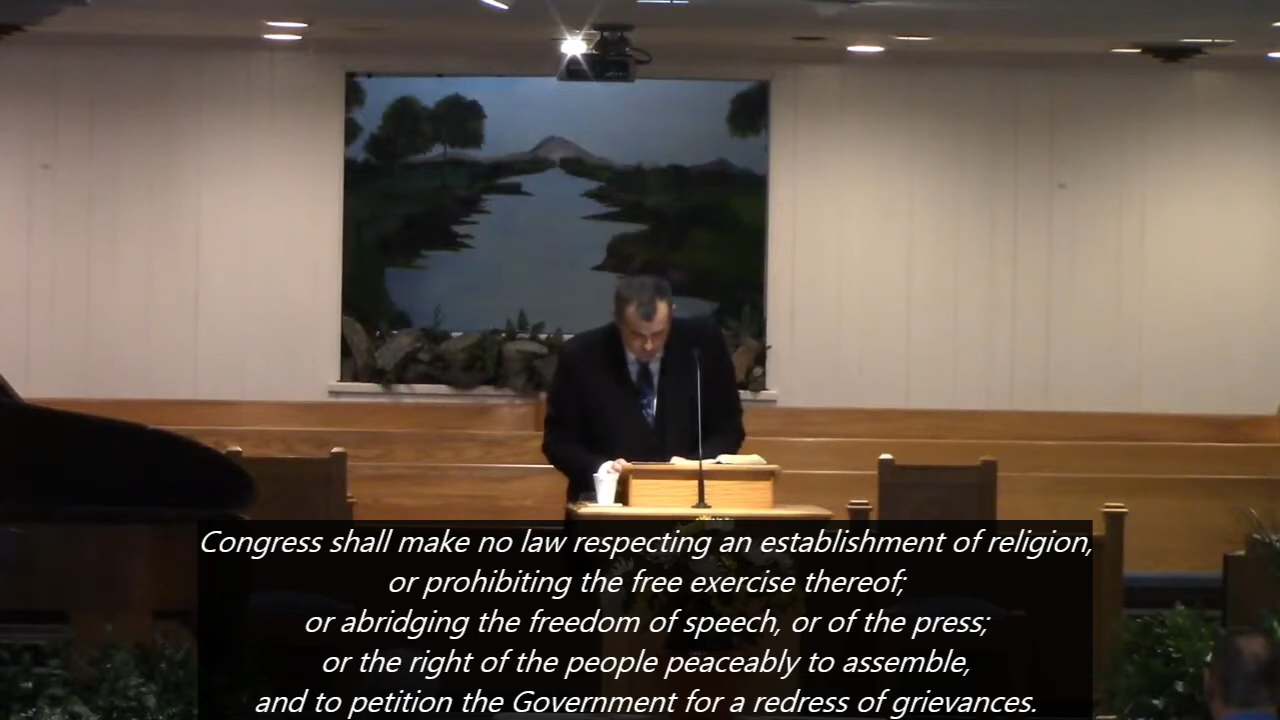 Congress shall make no law respecting an establishment of religion,
or prohibiting the free exercise thereof;
or abridging the freedom of speech, or of the press;
or the right of the people peaceably to assemble,
and to petition the Government for a redress of grievances.